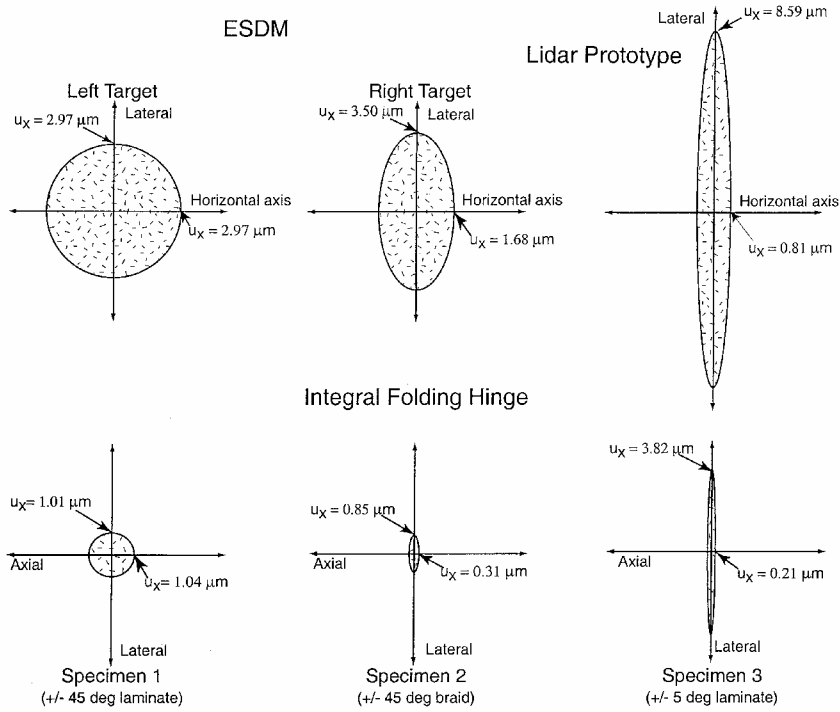 ESDM
Lidar Prototype
Left Target
Lateral
uₓ = 2.97 μm
Horizontal axis
uₓ = 2.97 μm
Right Target
Lateral
uₓ = 3.50 μm
Horizontal axis
uₓ = 1.68 μm
Lateral
uₓ = 8.59 μm
Horizontal axis
uₓ = 0.81 μm
Integral Folding Hinge
uₓ= 1.01 μm
Axial
uₓ= 1.04 μm
Lateral
Specimen 1
(+/- 45 deg laminate)
uₓ = 0.85 μm
Axial
uₓ = 0.31 μm
Lateral
Specimen 2
(+/- 45 deg braid)
uₓ = 3.82 μm
Axial
uₓ = 0.21 μm
Lateral
Specimen 3
(+/- 5 deg laminate)